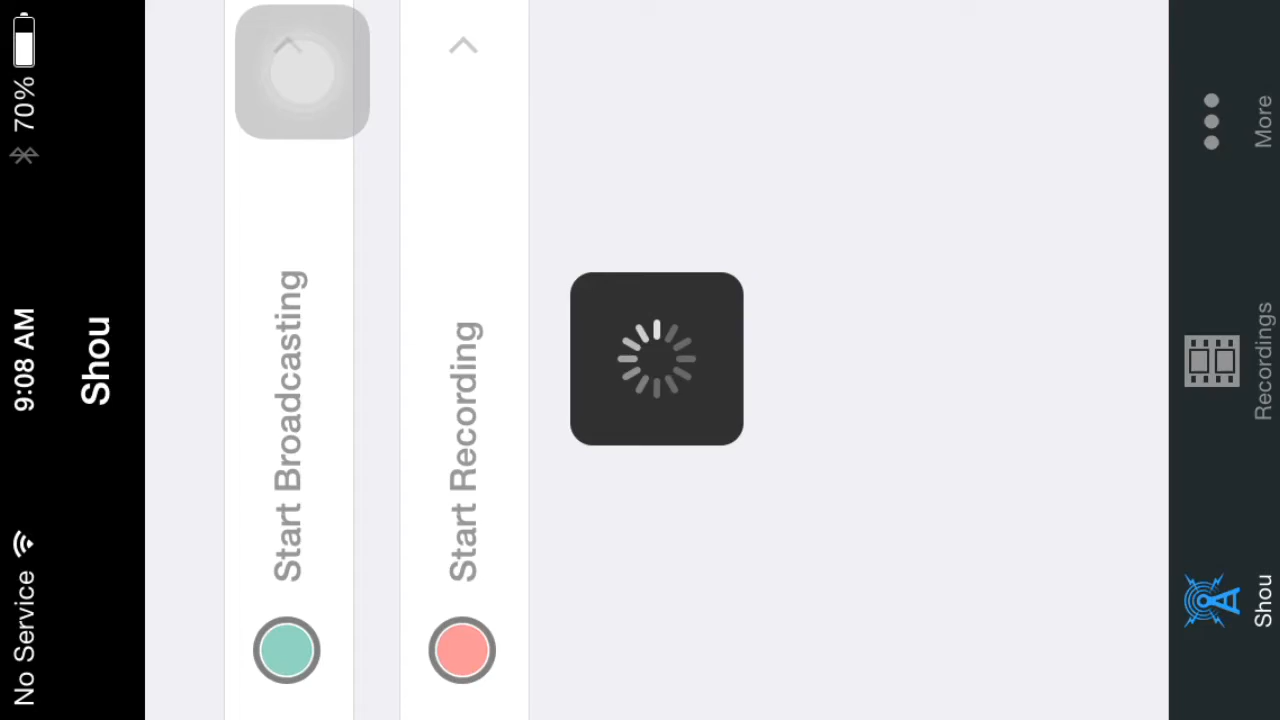 No Service 9:08 AM 70%
Shou
Start Broadcasting
Start Recording
Shou Recordings More